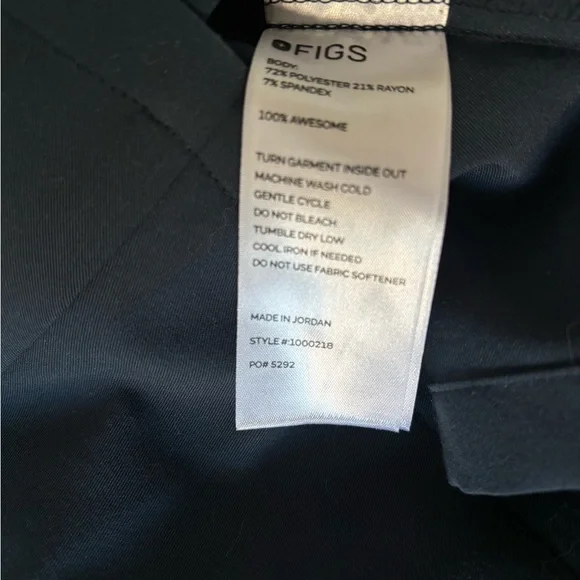 FIGS
BODY:
72% POLYESTER 21% RAYON
7% SPANDEX
100% AWESOME
TURN GARMENT INSIDE OUT
MACHINE WASH COLD
GENTLE CYCLE
DO NOT BLEACH
TUMBLE DRY LOW
COOL IRON IF NEEDED
DO NOT USE FABRIC SOFTENER
MADE IN JORDAN
STYLE #:1000218
PO# 5292